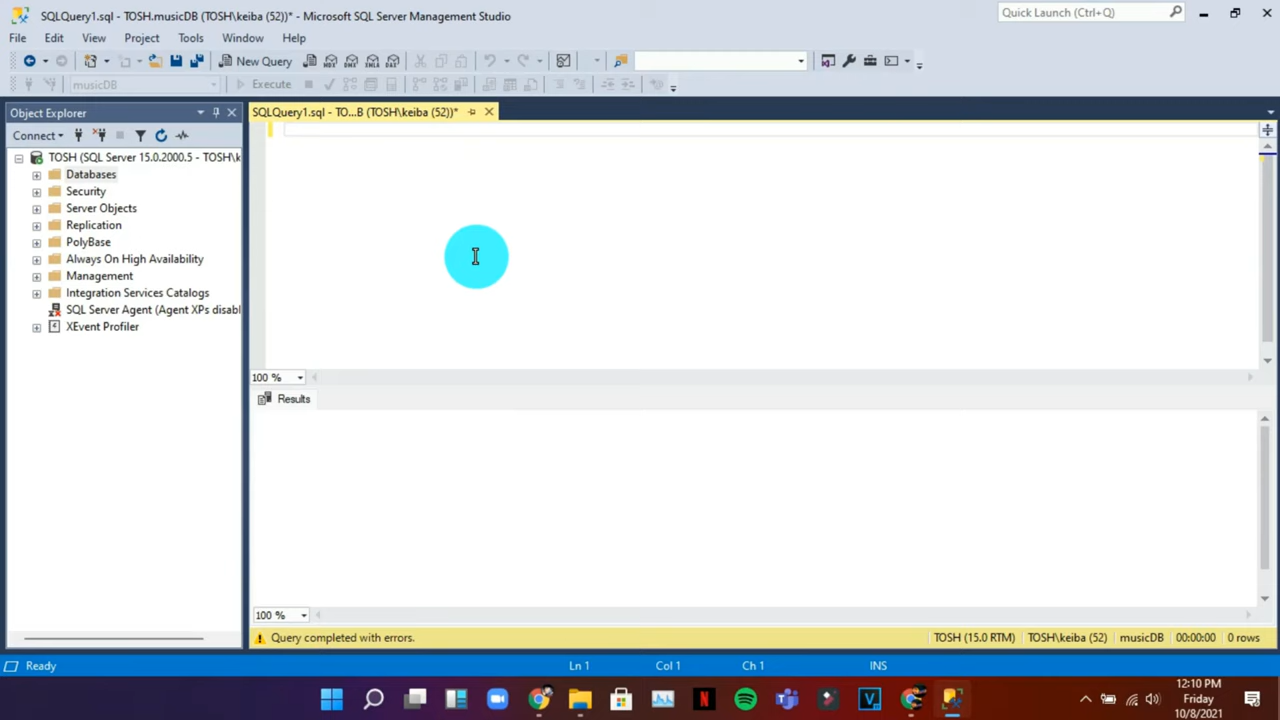 SQLQuery1.sql - TOSH.musicDB (TOSH\keiba (52))* - Microsoft SQL Server Management Studio
Quick Launch (Ctrl+Q)
File Edit View Project Tools Window Help
New Query
musicDB Execute
Object Explorer
SQLQuery1.sql - TO...B (TOSH\keiba (52))*
Connect
TOSH (SQL Server 15.0.2000.5 - TOSH\k
Databases
Security
Server Objects
Replication
PolyBase
Always On High Availability
Management
Integration Services Catalogs
SQL Server Agent (Agent XPs disabl
XEvent Profiler
100 %
Results
100 %
Query completed with errors. TOSH (15.0 RTM) TOSH\keiba (52) musicDB 00:00:00 0 rows
Ready Ln 1 Col 1 Ch 1 INS
12:10 PM
Friday
10/8/2021